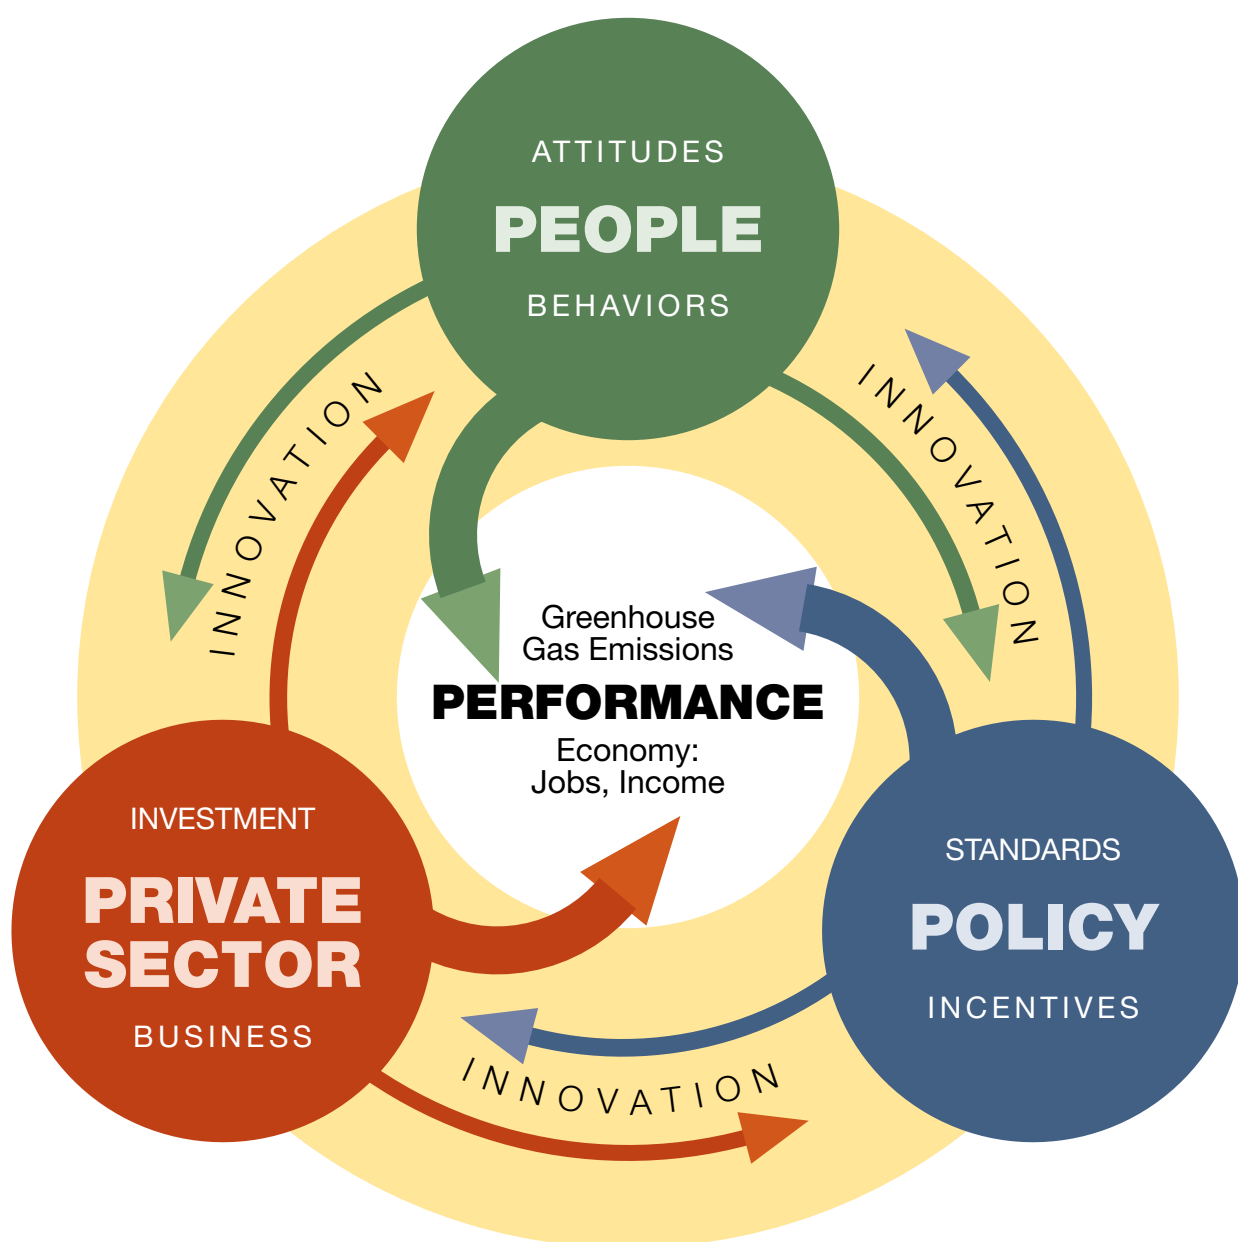 ATTITUDES
PEOPLE
BEHAVIORS
INNOVATION
INNOVATION
Greenhouse
Gas Emissions
PERFORMANCE
Economy:
Jobs, Income
INVESTMENT
PRIVATE
SECTOR
BUSINESS
STANDARDS
POLICY
INCENTIVES
INNOVATION